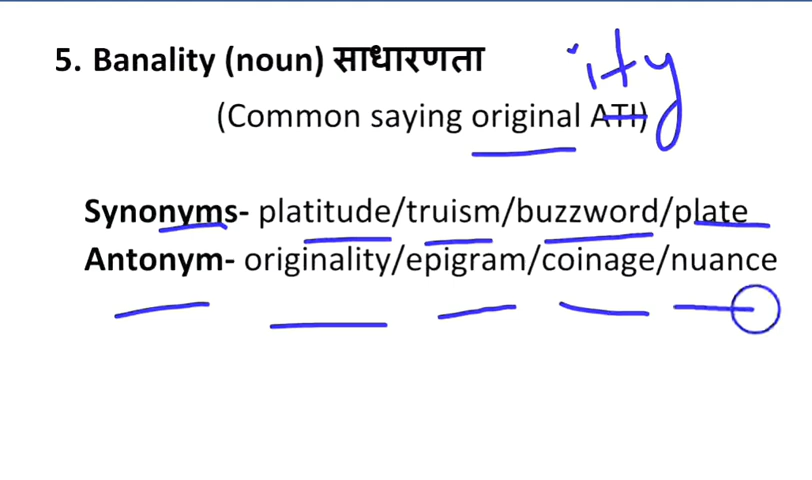 5. Banality (noun) साधारणता
ity
(Common saying original ATI)
Synonyms- platitude/truism/buzzword/plate
Antonym- originality/epigram/coinage/nuance